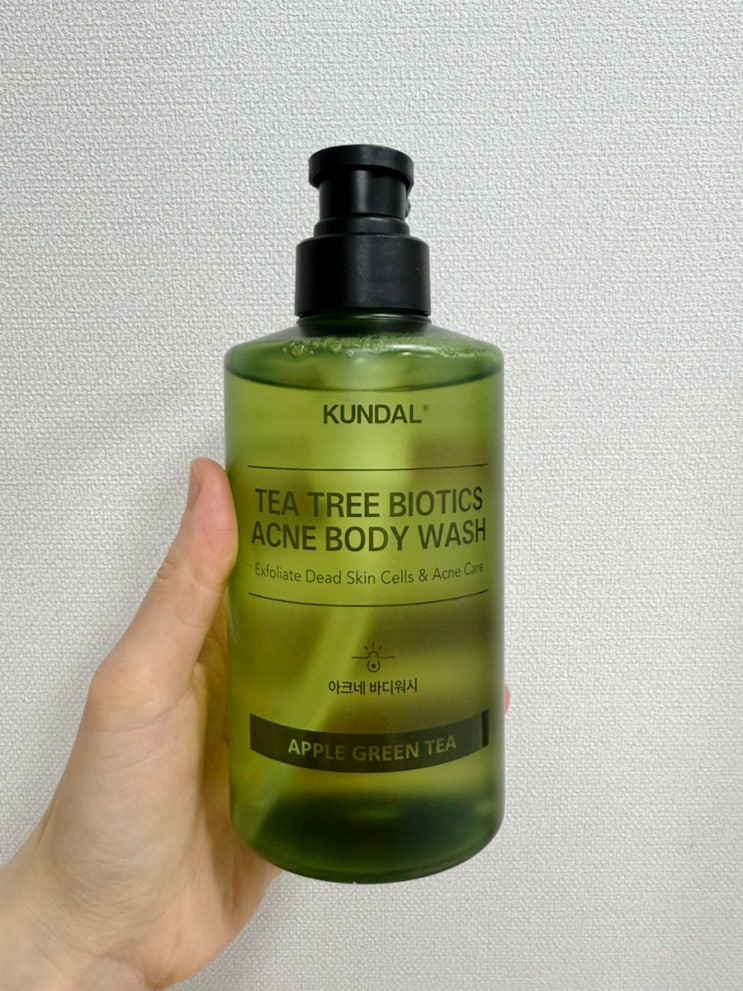 KUNDAL®
TEA TREE BIOTICS
ACNE BODY WASH
Exfoliate Dead Skin Cells & Acne Care
아크네 바디워시
APPLE GREEN TEA